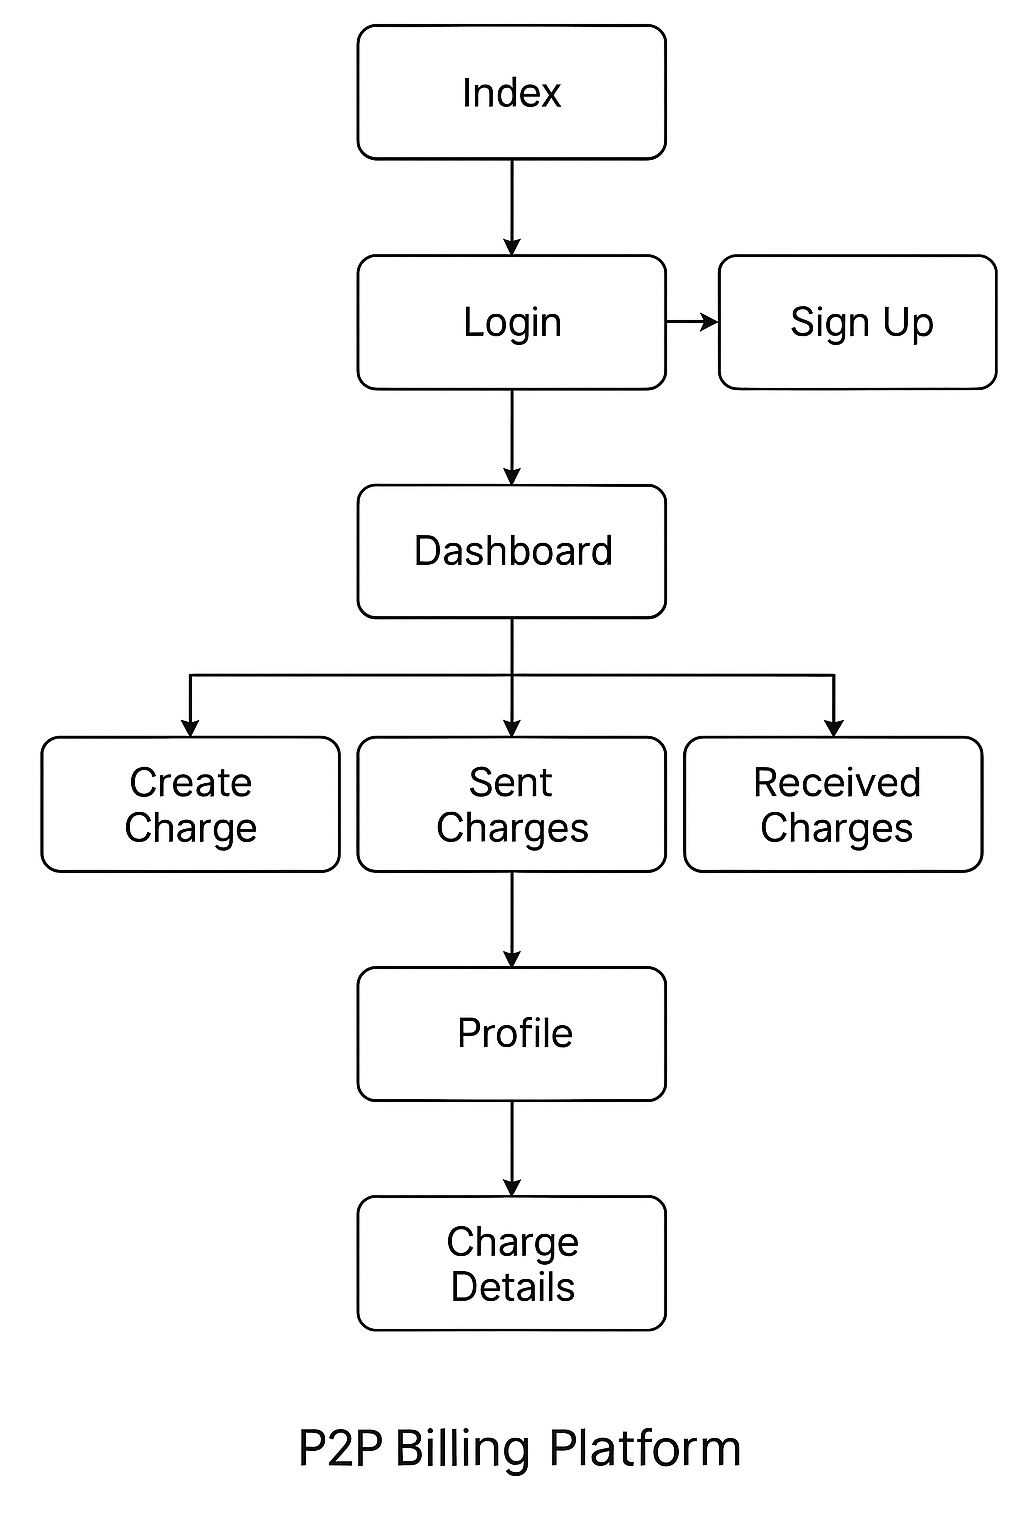 Index
Login
Sign Up
Dashboard
Create
Charge
Sent
Charges
Received
Charges
Profile
Charge
Details
P2P Billing Platform